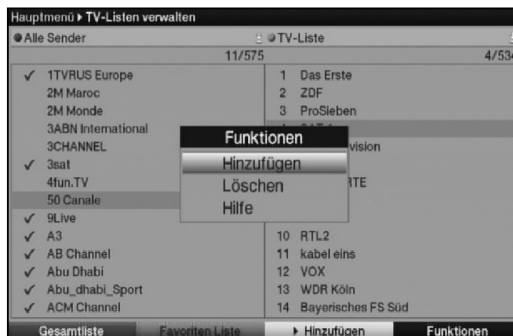 Hauptmenü ▸ TV-Listen verwalten
Alle Sender
TV-Liste
11/575
4/534
✓ 1TVRUS Europe
2M Maroc
2M Monde
3ABN International
3CHANNEL
✓ 3sat
4fun.TV
50 Canale
✓ 9Live
✓ A3
✓ AB Channel
✓ Abu Dhabi
✓ Abu_dhabi_Sport
✓ ACM Channel
1 Das Erste
2 ZDF
3 ProSieben
vision
RTE
10 RTL2
11 kabel eins
12 VOX
13 WDR Köln
14 Bayerisches FS Süd
Funktionen
Hinzufügen
Löschen
Hilfe
Gesamtliste
Favoriten Liste
▸ Hinzufügen
Funktionen